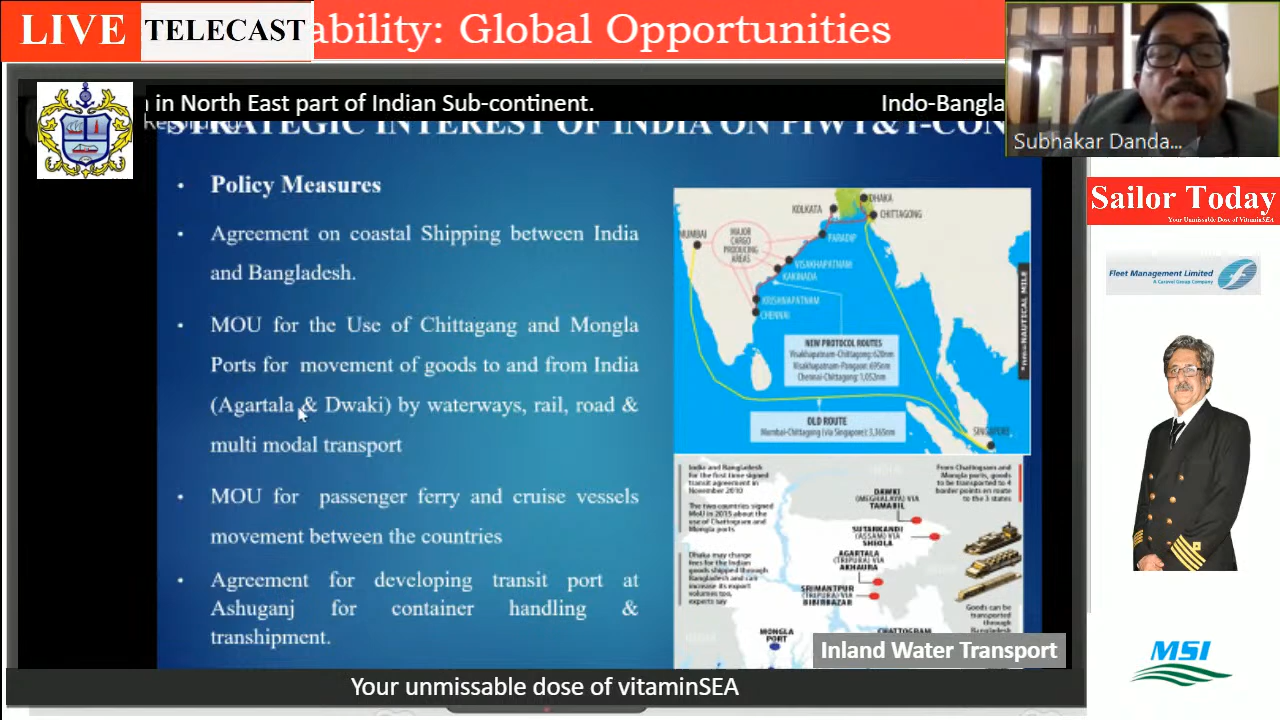 LIVE TELECAST
ability: Global Opportunities
in North East part of Indian Sub-continent.
Indo-Bangla
STRATEGIC INTEREST OF INDIA ON PIWT&T-CON
Subhakar Danda...
• Policy Measures
• Agreement on coastal Shipping between India
and Bangladesh.
• MOU for the Use of Chittagang and Mongla
Ports for movement of goods to and from India
(Agartala & Dwaki) by waterways, rail, road &
multi modal transport
• MOU for passenger ferry and cruise vessels
movement between the countries
• Agreement for developing transit port at
Ashuganj for container handling &
transhipment.
DHAKA
KOLKATA
CHITTAGONG
MUMBAI
MAJOR
CARGO
PRODUCING
AREAS
PARADIP
VISAKHAPATNAM
KAKINADA
KRISHNAPATNAM
CHENNAI
*nm=NAUTICAL MILE
NEW PROTOCOL ROUTES
Visakhapatnam-Chittagong: 620nm
Visakhapatnam-Pangaon: 695nm
Chennai-Chittagong: 1,052nm
OLD ROUTE
Mumbai-Chittagong (via Singapore): 3,365nm
SINGAPORE
India and Bangladesh
for the first time signed
transit agreement in
November 2010
The two countries signed
MoU in 2015 about the
use of Chattogram and
Mongla ports
Dhaka may charge
fees for the Indian
goods shipped through
Bangladesh and can
increase its export
volumes too,
experts say
From Chattogram and
Mongla ports, goods
to be transported to 4
border points en route
to the 3 states
DAWKI
(MEGHALAYA) VIA
TAMABIL
SUTARKANDI
(ASSAM) VIA
SHEOLA
AGARTALA
(TRIPURA) VIA
AKHAURA
SRIMANTPUR
(TRIPURA) VIA
BIBIRBAZAR
MONGLA
PORT
CHATTOGRAM
Goods can be
transported
through
Bangladesh
Inland Water Transport
Your unmissable dose of vitaminSEA
Sailor Today
Your Unmissable Dose of VitaminSEA
Fleet Management Limited
A Caravel Group Company
MSI